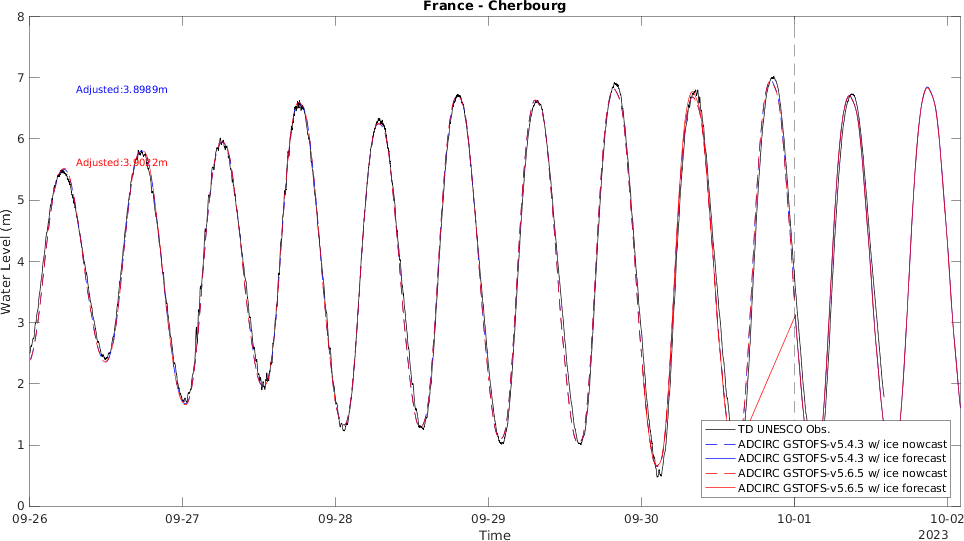 France - Cherbourg
8
7
6
5
4
3
2
1
0
Water Level (m)
Adjusted:3.8989m
TD UNESCO Obs.
ADCIRC GSTOFS-v5.4.3 w/ ice nowcast
ADCIRC GSTOFS-v5.4.3 w/ ice forecast
ADCIRC GSTOFS-v5.6.5 w/ ice nowcast
ADCIRC GSTOFS-v5.6.5 w/ ice forecast
09-26 09-27 09-28 09-29 09-30 10-01 10-02
Time
2023